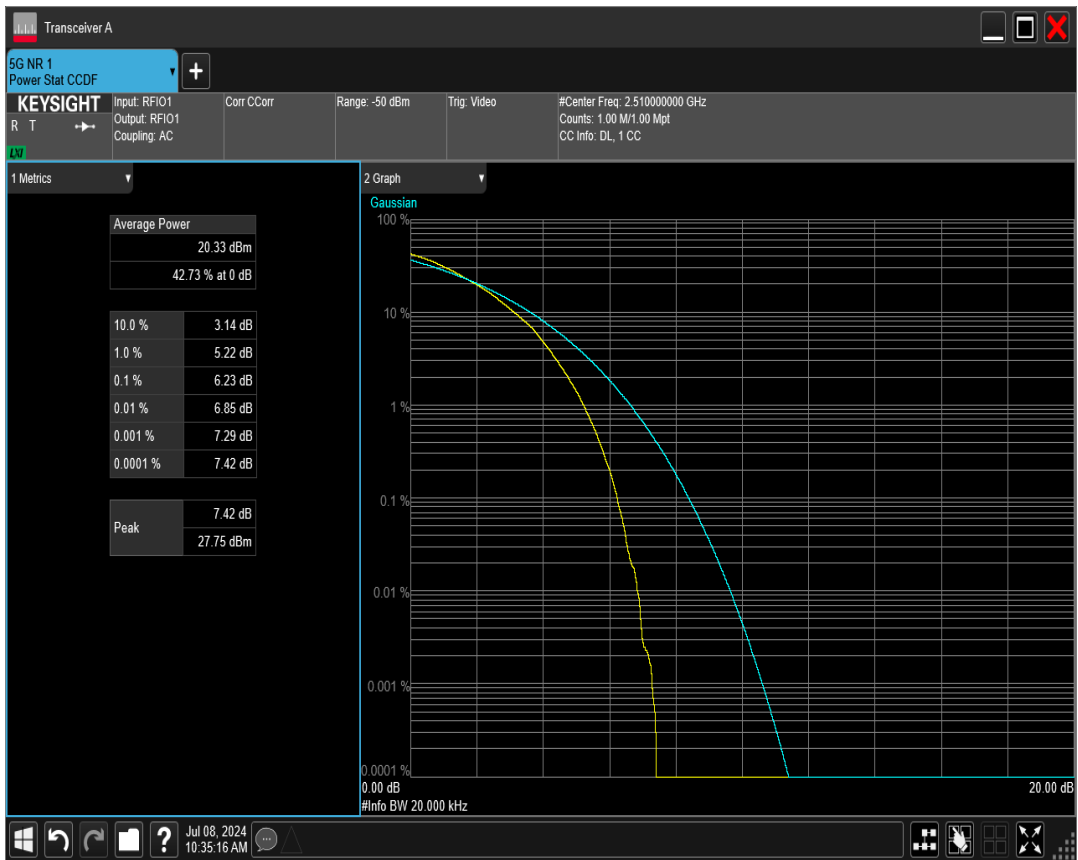 Transceiver A
5G NR 1
Power Stat CCDF
KEYSIGHT
R T
LXI
Input: RFIO1
Output: RFIO1
Coupling: AC
Corr CCorr
Range: -50 dBm
Trig: Video
#Center Freq: 2.510000000 GHz
Counts: 1.00 M/1.00 Mpt
CC Info: DL, 1 CC
1 Metrics
Average Power
20.33 dBm
42.73 % at 0 dB
10.0 % 3.14 dB
1.0 % 5.22 dB
0.1 % 6.23 dB
0.01 % 6.85 dB
0.001 % 7.29 dB
0.0001 % 7.42 dB
Peak
7.42 dB
27.75 dBm
2 Graph
Gaussian
100 %
10 %
1 %
0.1 %
0.01 %
0.001 %
0.0001 %
0.00 dB
20.00 dB
#Info BW 20.000 kHz
Jul 08, 2024
10:35:16 AM